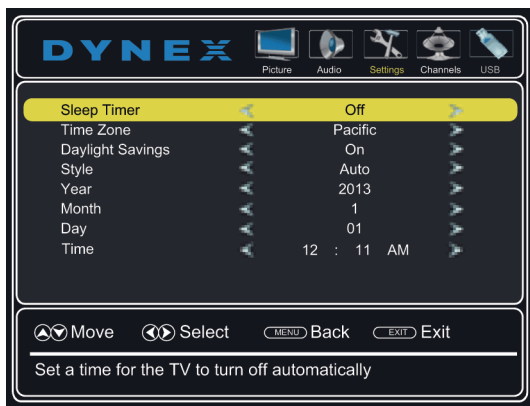 DYNEX
Picture Audio Settings Channels USB
Sleep Timer Off
Time Zone Pacific
Daylight Savings On
Style Auto
Year 2013
Month 1
Day 01
Time 12 : 11 AM
Move Select MENU Back EXIT Exit
Set a time for the TV to turn off automatically